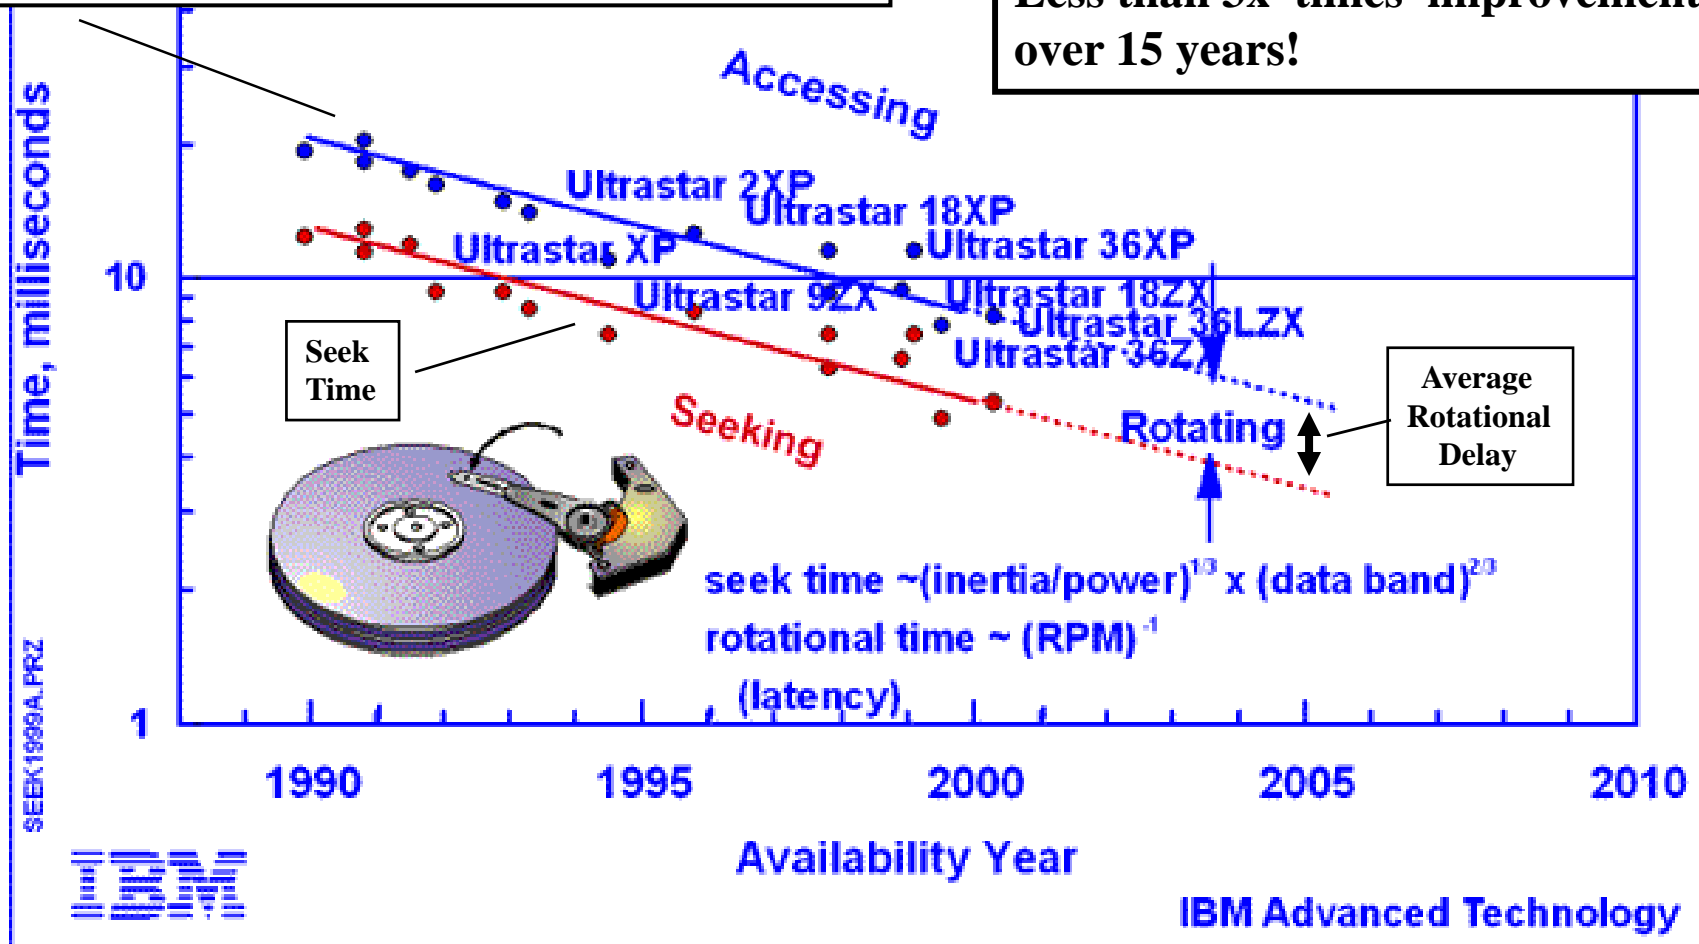 over 15 years!
Accessing
Time, milliseconds
Ultrastar 2XP
Ultrastar 18XP
Ultrastar XP
Ultrastar 36XP
10
Ultrastar 9ZX
Ultrastar 18ZX
Ultrastar 36LZX
Ultrastar 36ZX
Seek
Time
Average
Rotational
Delay
Seeking
Rotating
seek time ~(inertia/power)^1/3 x (data band)^2/3
rotational time ~ (RPM)^-1
(latency)
1
SEEK1999A.PRZ
1990 1995 2000 2005 2010
Availability Year
IBM
IBM Advanced Technology